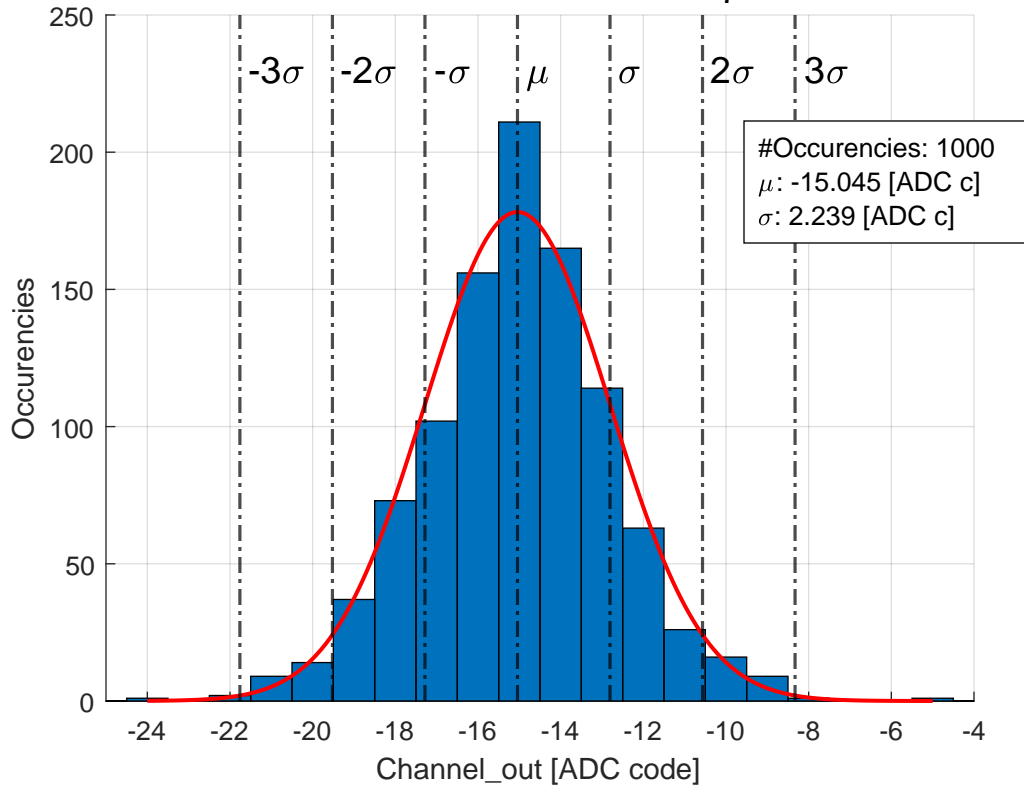 250
200
150
100
50
0
-3σ
-2σ
-σ
μ
σ
2σ
3σ
#Occurencies: 1000
μ: -15.045 [ADC c]
σ: 2.239 [ADC c]
Occurencies
-24
-22
-20
-18
-16
-14
-12
-10
-8
-6
-4
Channel_out [ADC code]